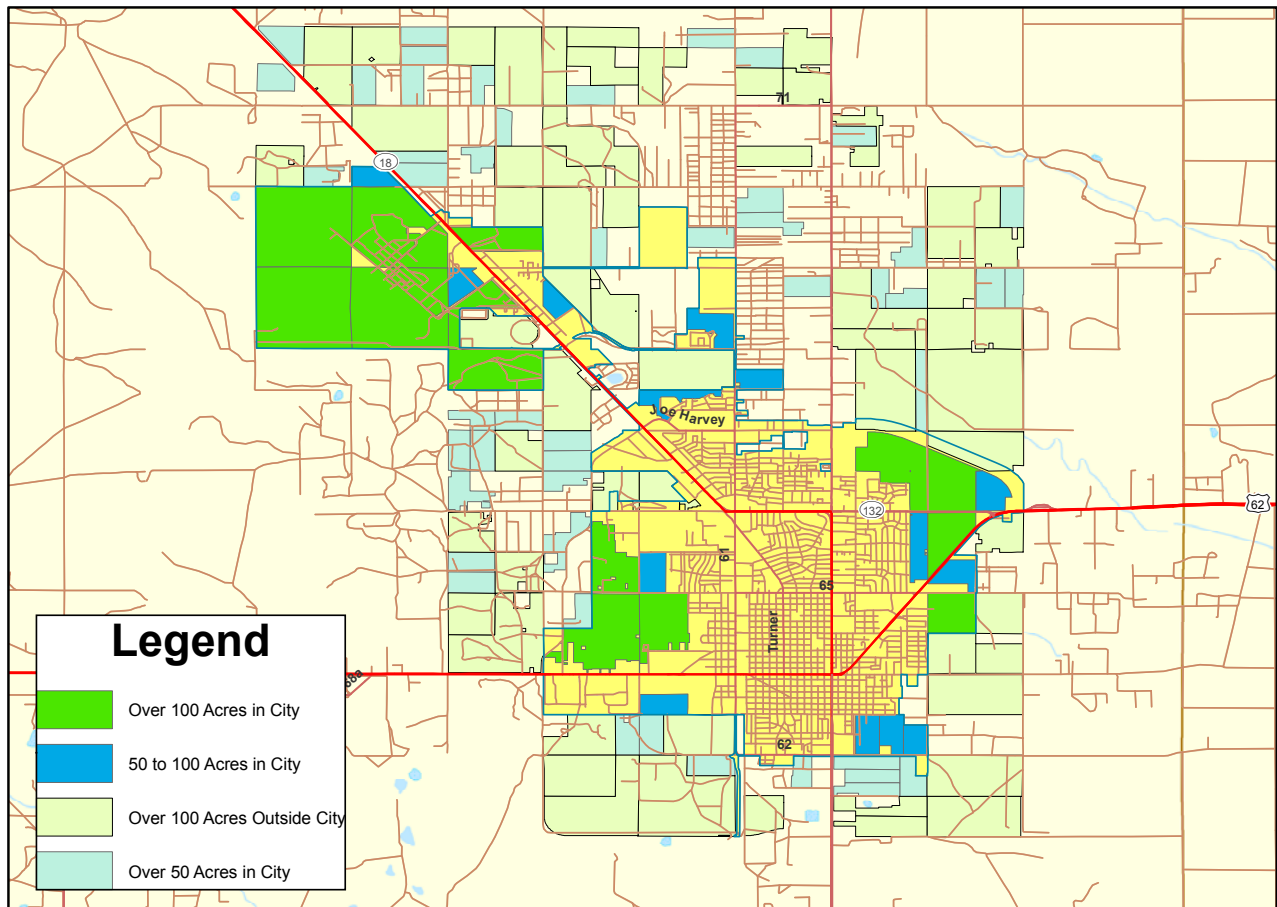 71
18
Joe Harvey
62
132
61
65
Turner
Legend
68a
Over 100 Acres in City
62
50 to 100 Acres in City
Over 100 Acres Outside City
Over 50 Acres in City